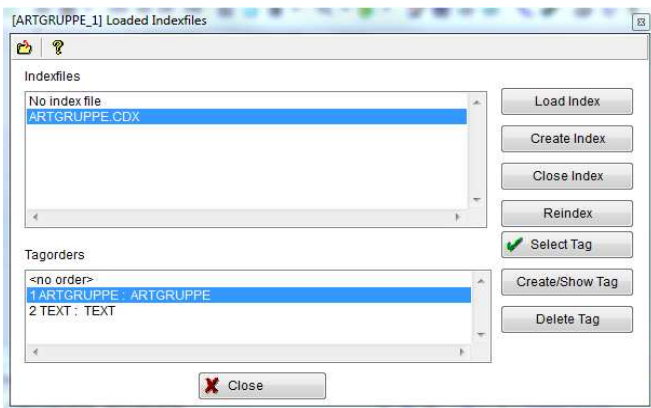 [ARTGRUPPE_1] Loaded Indexfiles
Indexfiles
No index file
ARTGRUPPE.CDX
Load Index
Create Index
Close Index
Reindex
Select Tag
Tagorders
<no order>
1 ARTGRUPPE : ARTGRUPPE
2 TEXT : TEXT
Create/Show Tag
Delete Tag
Close